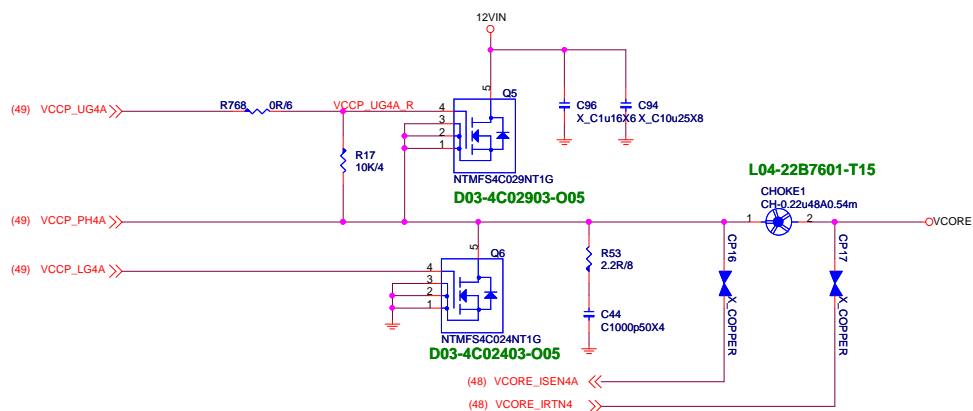 12VIN
5
Q5
(49) VCCP_UG4A
R768
0R/6
VCCP_UG4A_R
4
3
2
1
C96
X_C1u16X6
C94
X_C10u25X8
R17
10K/4
NTMFS4C029NT1G
D03-4C02903-O05
L04-22B7601-T15
CHOKE1
CH-0.22u48A0.54m
(49) VCCP_PH4A
1
2
VCORE
5
Q6
R53
2.2R/8
CP16
CP17
(49) VCCP_LG4A
4
3
2
1
X_COPPER
X_COPPER
C44
C1000p50X4
NTMFS4C024NT1G
D03-4C02403-O05
(48) VCORE_ISEN4A
(48) VCORE_IRTN4